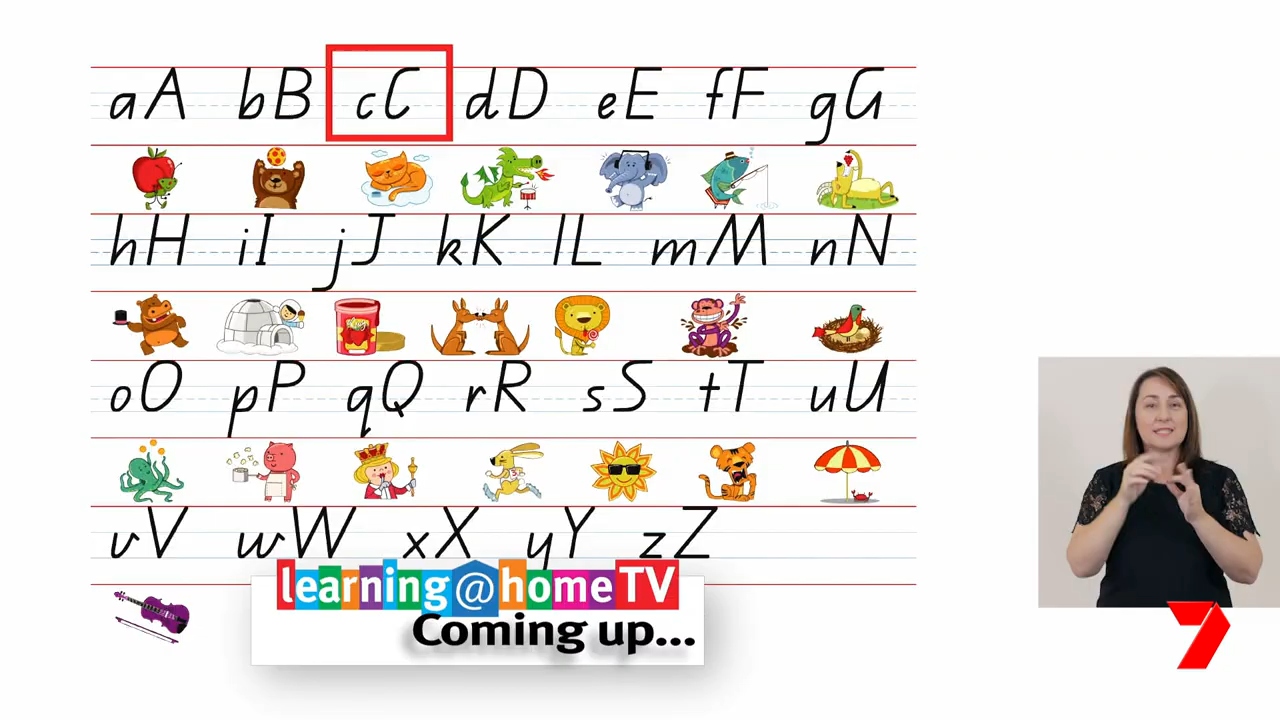 aA bB cC dD eE fF gG
hH iI jJ kK lL mM nN
oO pP qQ rR sS tT uU
vV wW xX yY zZ
learning@homeTV
Coming up...
7